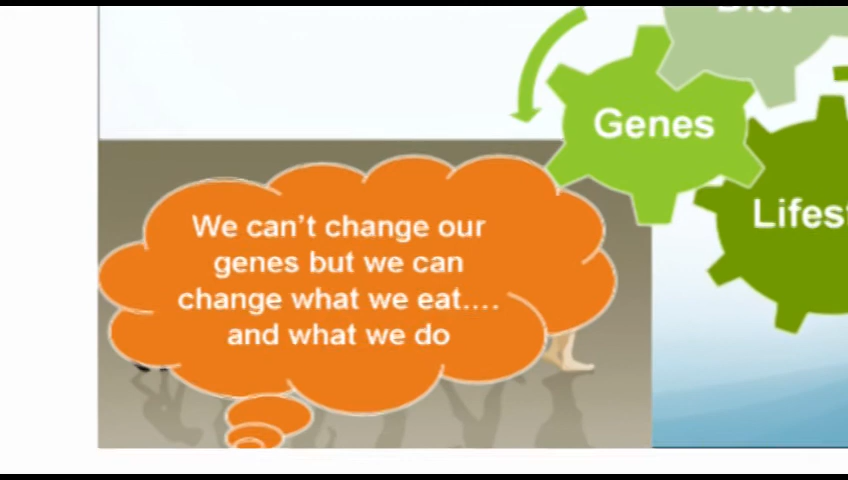 Genes
We can't change our
genes but we can
change what we eat....
and what we do